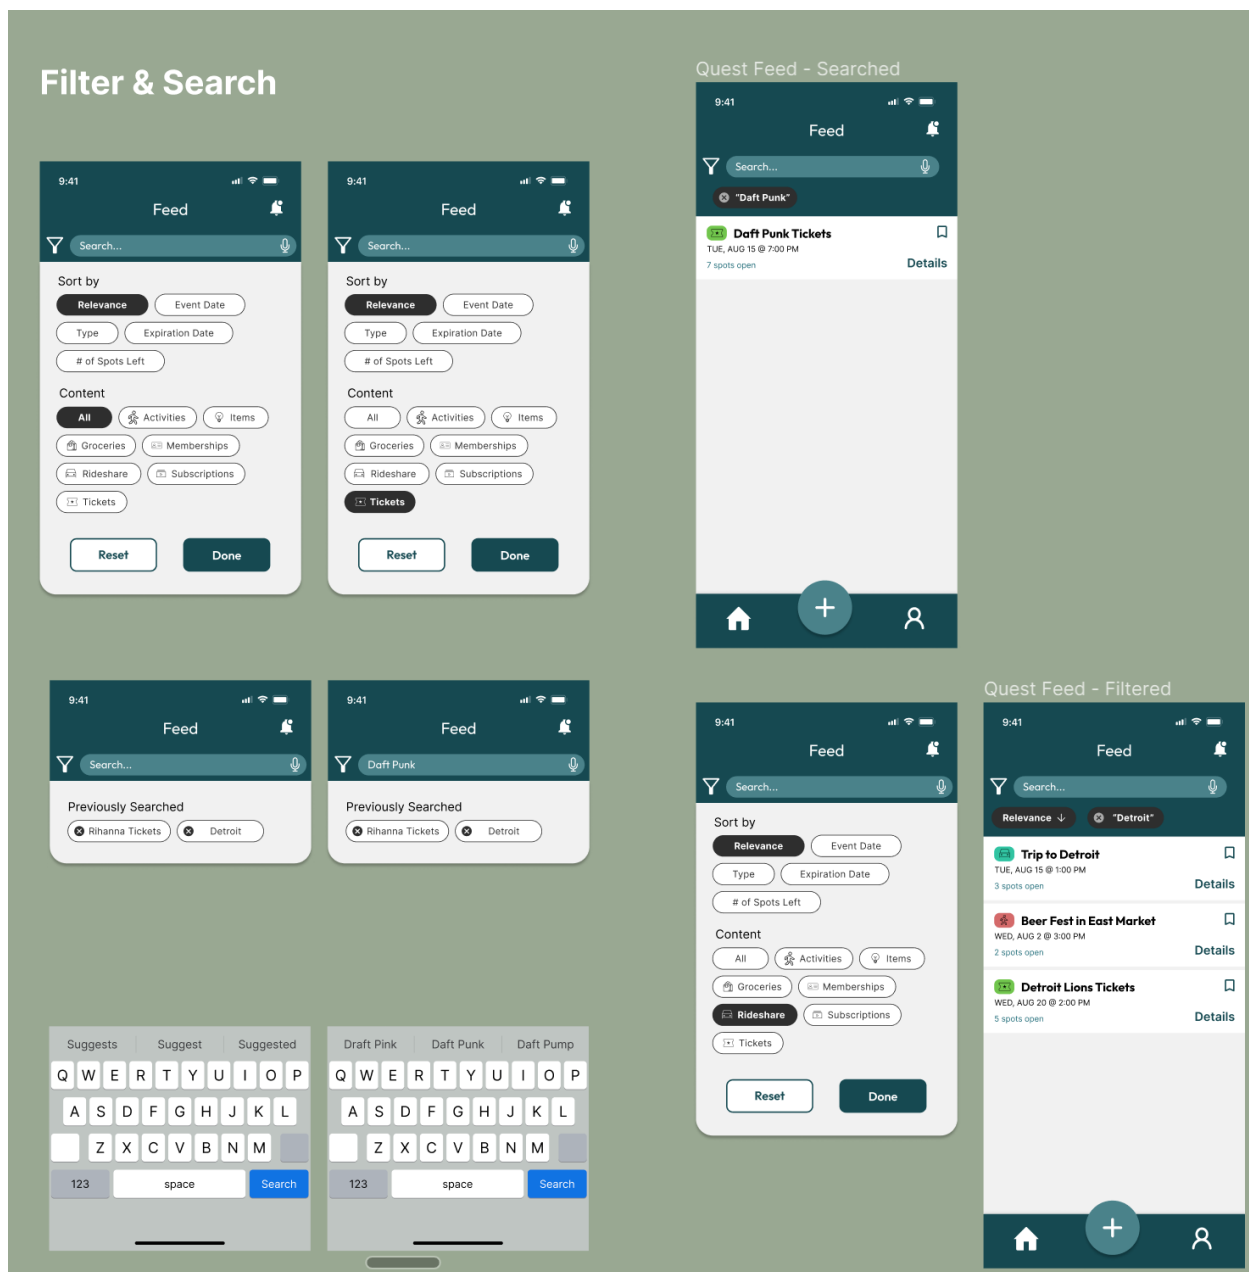 Filter & Search
9:41
Feed
Search...
Sort by
Relevance Event Date
Type Expiration Date
# of Spots Left
Content
All Activities Items
Groceries Memberships
Rideshare Subscriptions
Tickets
Reset Done
9:41
Feed
Search...
Sort by
Relevance Event Date
Type Expiration Date
# of Spots Left
Content
All Activities Items
Groceries Memberships
Rideshare Subscriptions
Tickets
Reset Done
Quest Feed - Searched
9:41
Feed
Search...
"Daft Punk"
Daft Punk Tickets
TUE, AUG 15 @ 7:00 PM
7 spots open Details
9:41
Feed
Search...
Previously Searched
Rihanna Tickets Detroit
Suggests Suggest Suggested
Q W E R T Y U I O P
A S D F G H J K L
Z X C V B N M
123 space Search
9:41
Feed
Daft Punk
Previously Searched
Rihanna Tickets Detroit
Draft Pink Daft Punk Daft Pump
Q W E R T Y U I O P
A S D F G H J K L
Z X C V B N M
123 space Search
9:41
Feed
Search...
Sort by
Relevance Event Date
Type Expiration Date
# of Spots Left
Content
All Activities Items
Groceries Memberships
Rideshare Subscriptions
Tickets
Reset Done
Quest Feed - Filtered
9:41
Feed
Search...
Relevance ↓ "Detroit"
Trip to Detroit
TUE, AUG 15 @ 1:00 PM
3 spots open Details
Beer Fest in East Market
WED, AUG 2 @ 3:00 PM
2 spots open Details
Detroit Lions Tickets
WED, AUG 20 @ 2:00 PM
5 spots open Details